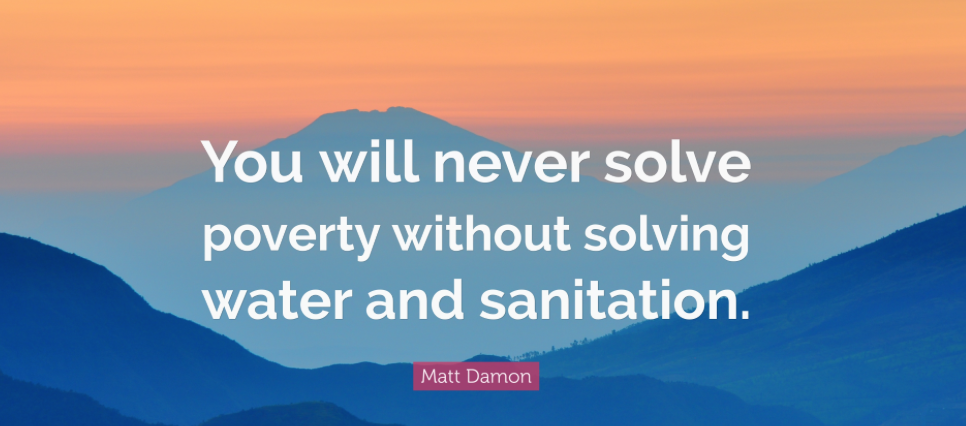 You will never solve
poverty without solving
water and sanitation.
Matt Damon